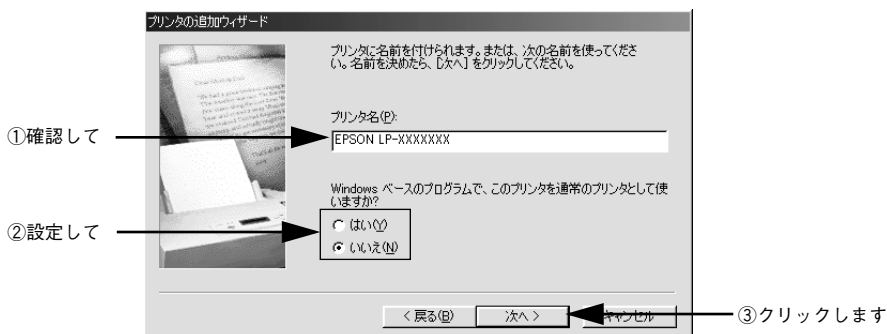 プリンタの追加ウィザード
プリンタに名前を付けられます。または、次の名前を使ってくださ
い。名前を決めたら、[次へ] をクリックしてください。
プリンタ名(P):
①確認して
EPSON LP-XXXXXXX
Windows ベースのプログラムで、このプリンタを通常のプリンタとして使
いますか?
②設定して
はい(Y)
いいえ(N)
< 戻る(B)
次へ >
キャンセル
③クリックします